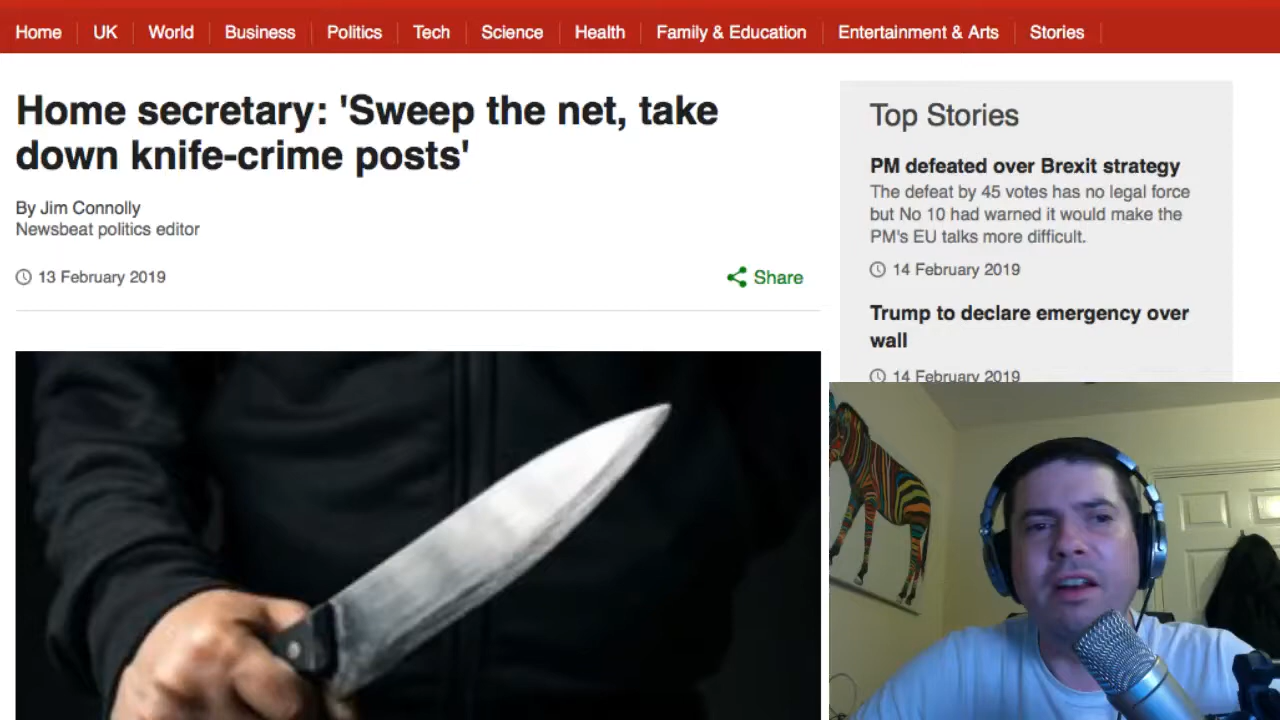 Home UK World Business Politics Tech Science Health Family & Education Entertainment & Arts Stories
Home secretary: 'Sweep the net, take
down knife-crime posts'
By Jim Connolly
Newsbeat politics editor
13 February 2019
Share
Top Stories
PM defeated over Brexit strategy
The defeat by 45 votes has no legal force
but No 10 had warned it would make the
PM's EU talks more difficult.
14 February 2019
Trump to declare emergency over
wall
14 February 2019